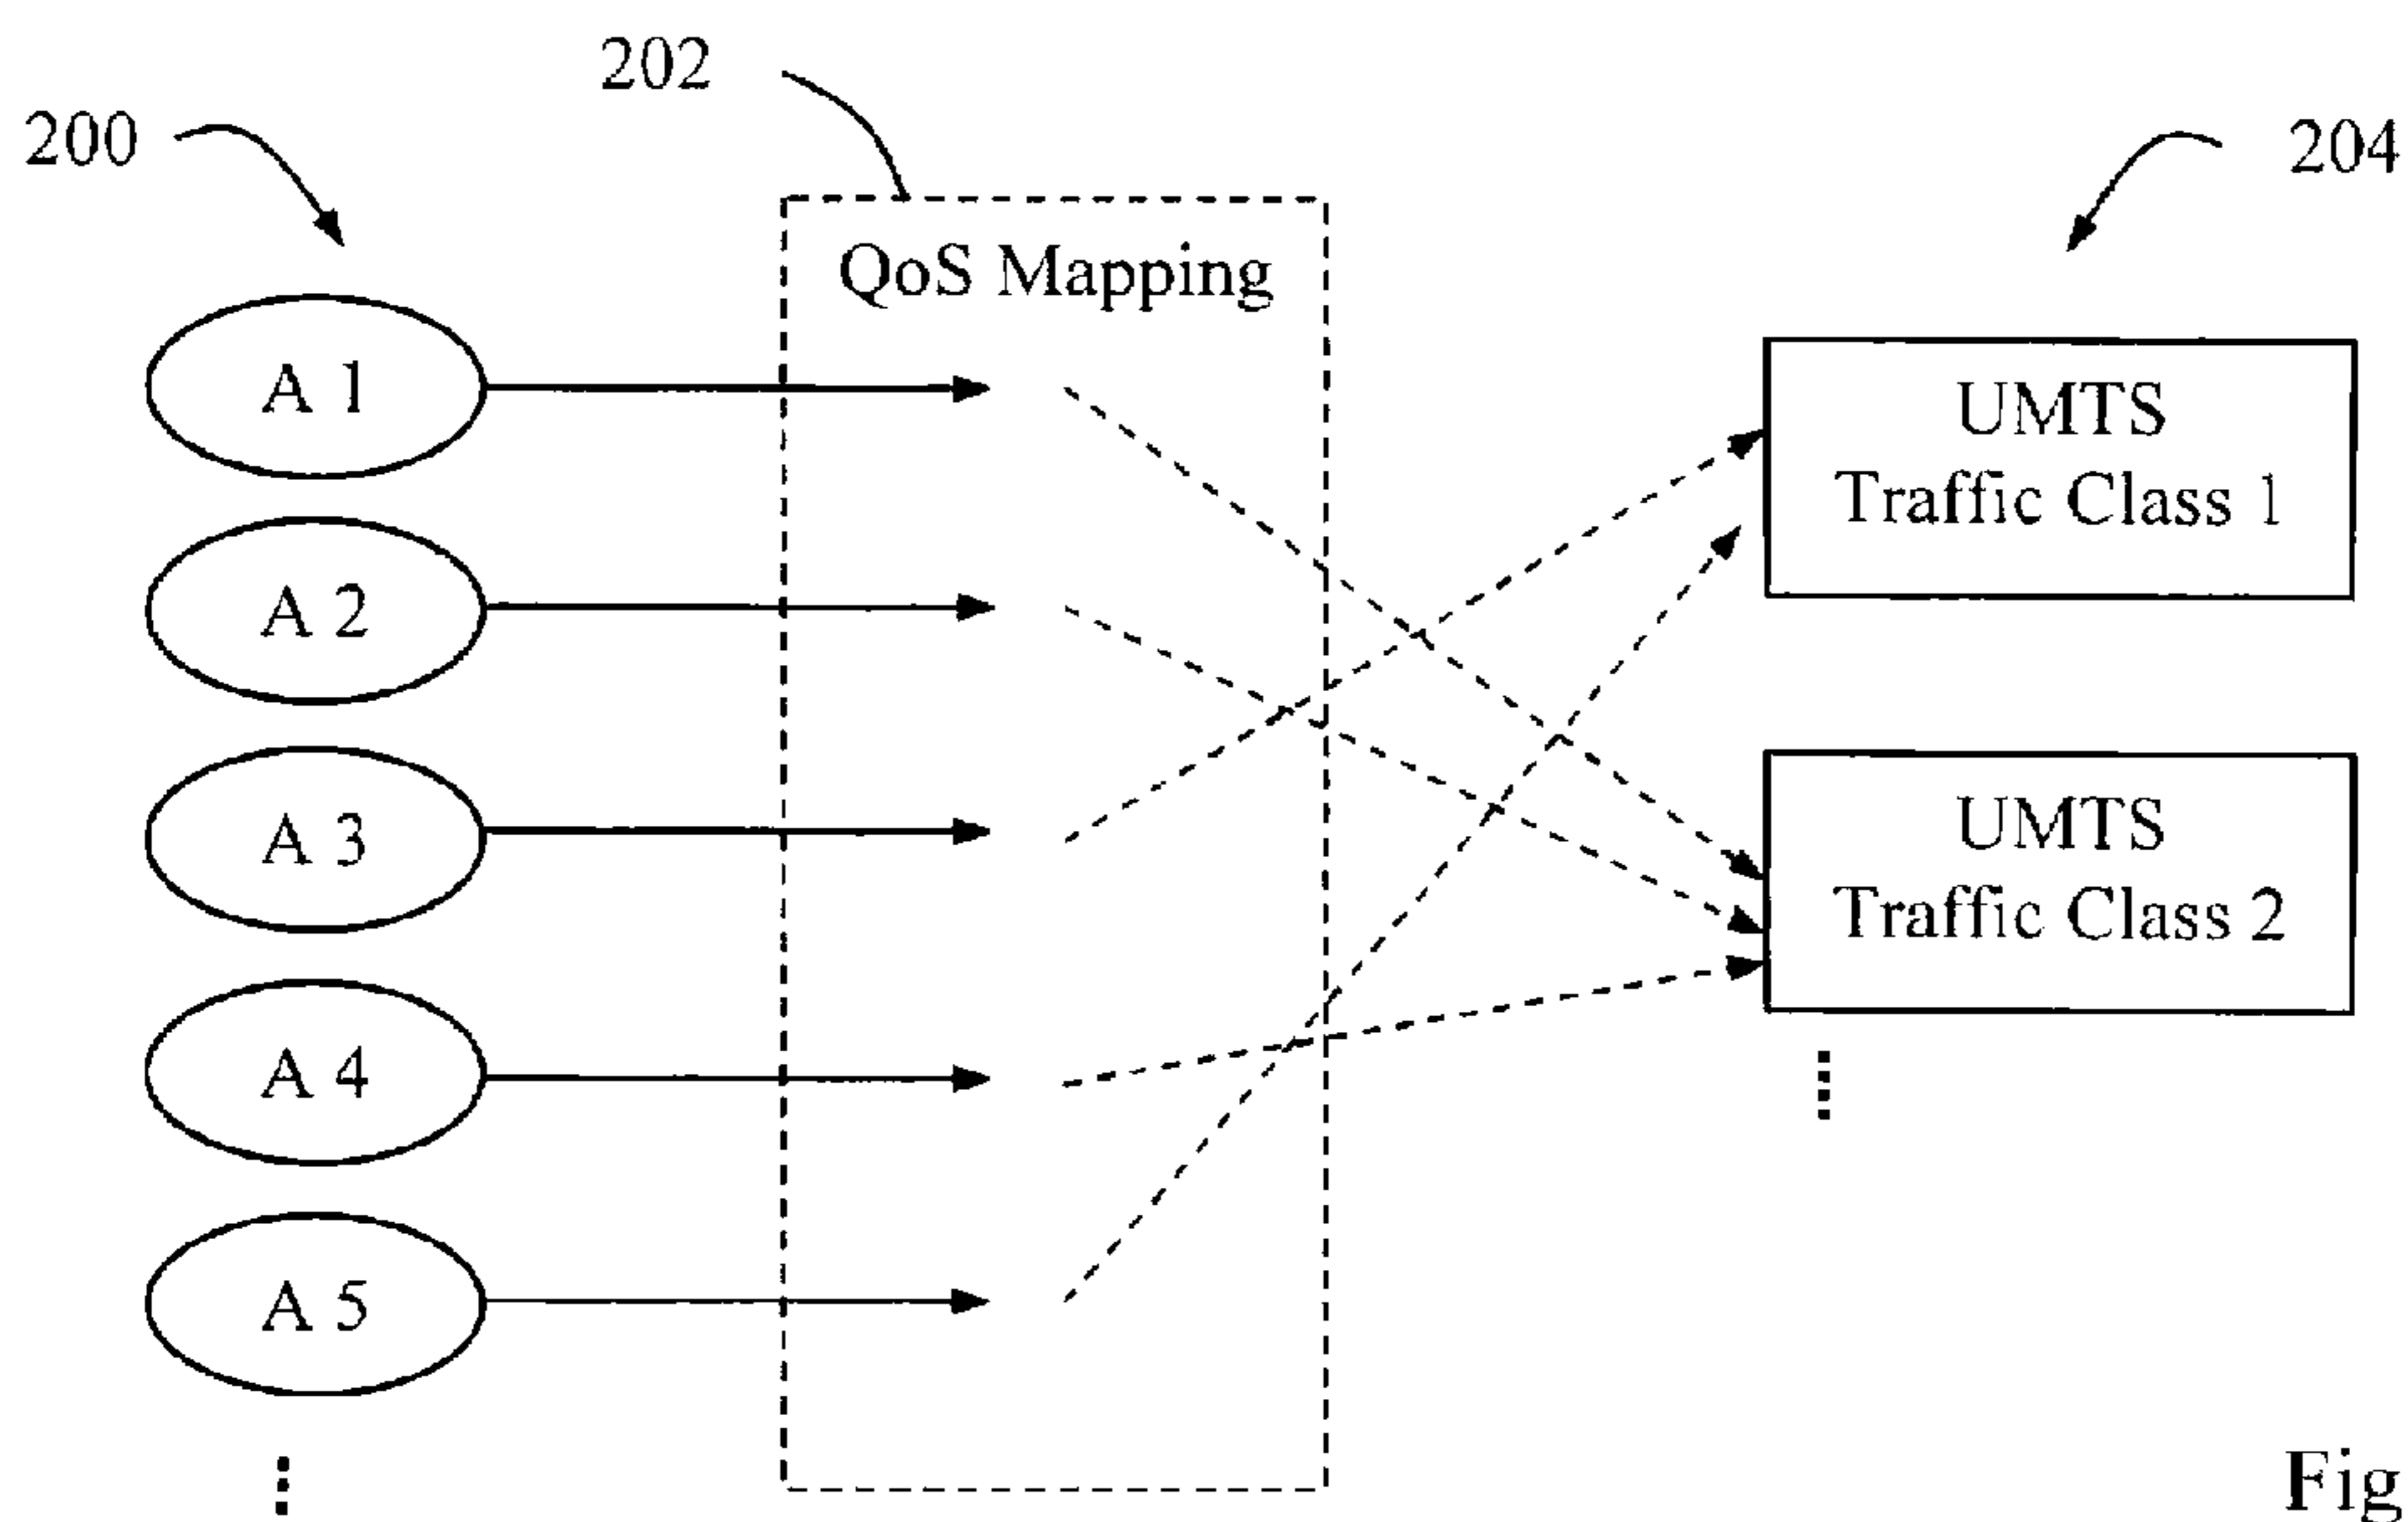 202
200
204
QoS Mapping
A 1
A 2
A 3
A 4
A 5
UMTS
Traffic Class 1
UMTS
Traffic Class 2
Fig